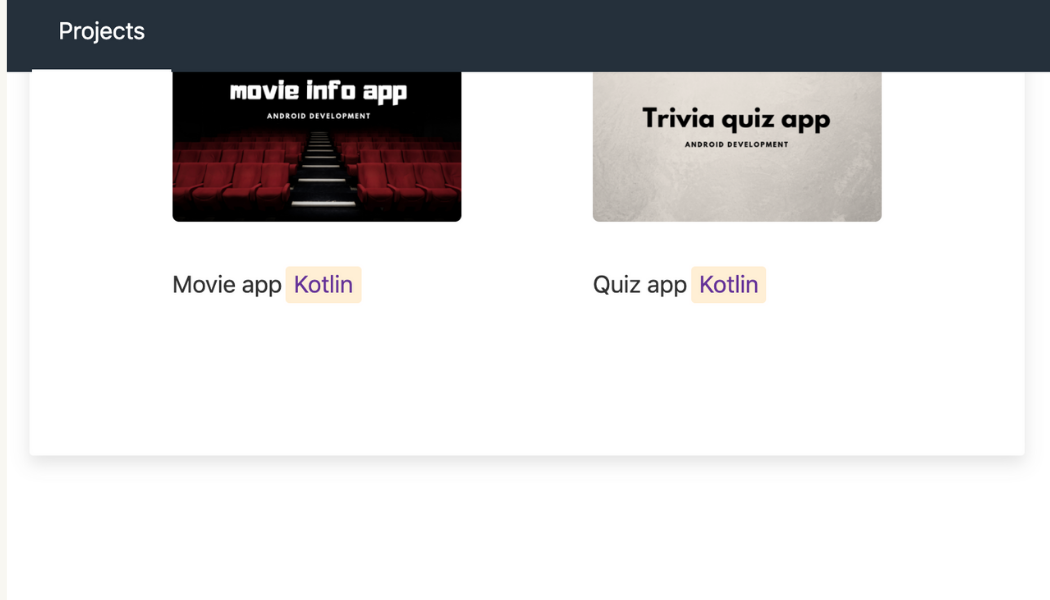 Projects
movie info app
ANDROID DEVELOPMENT
Trivia quiz app
ANDROID DEVELOPMENT
Movie app Kotlin
Quiz app Kotlin